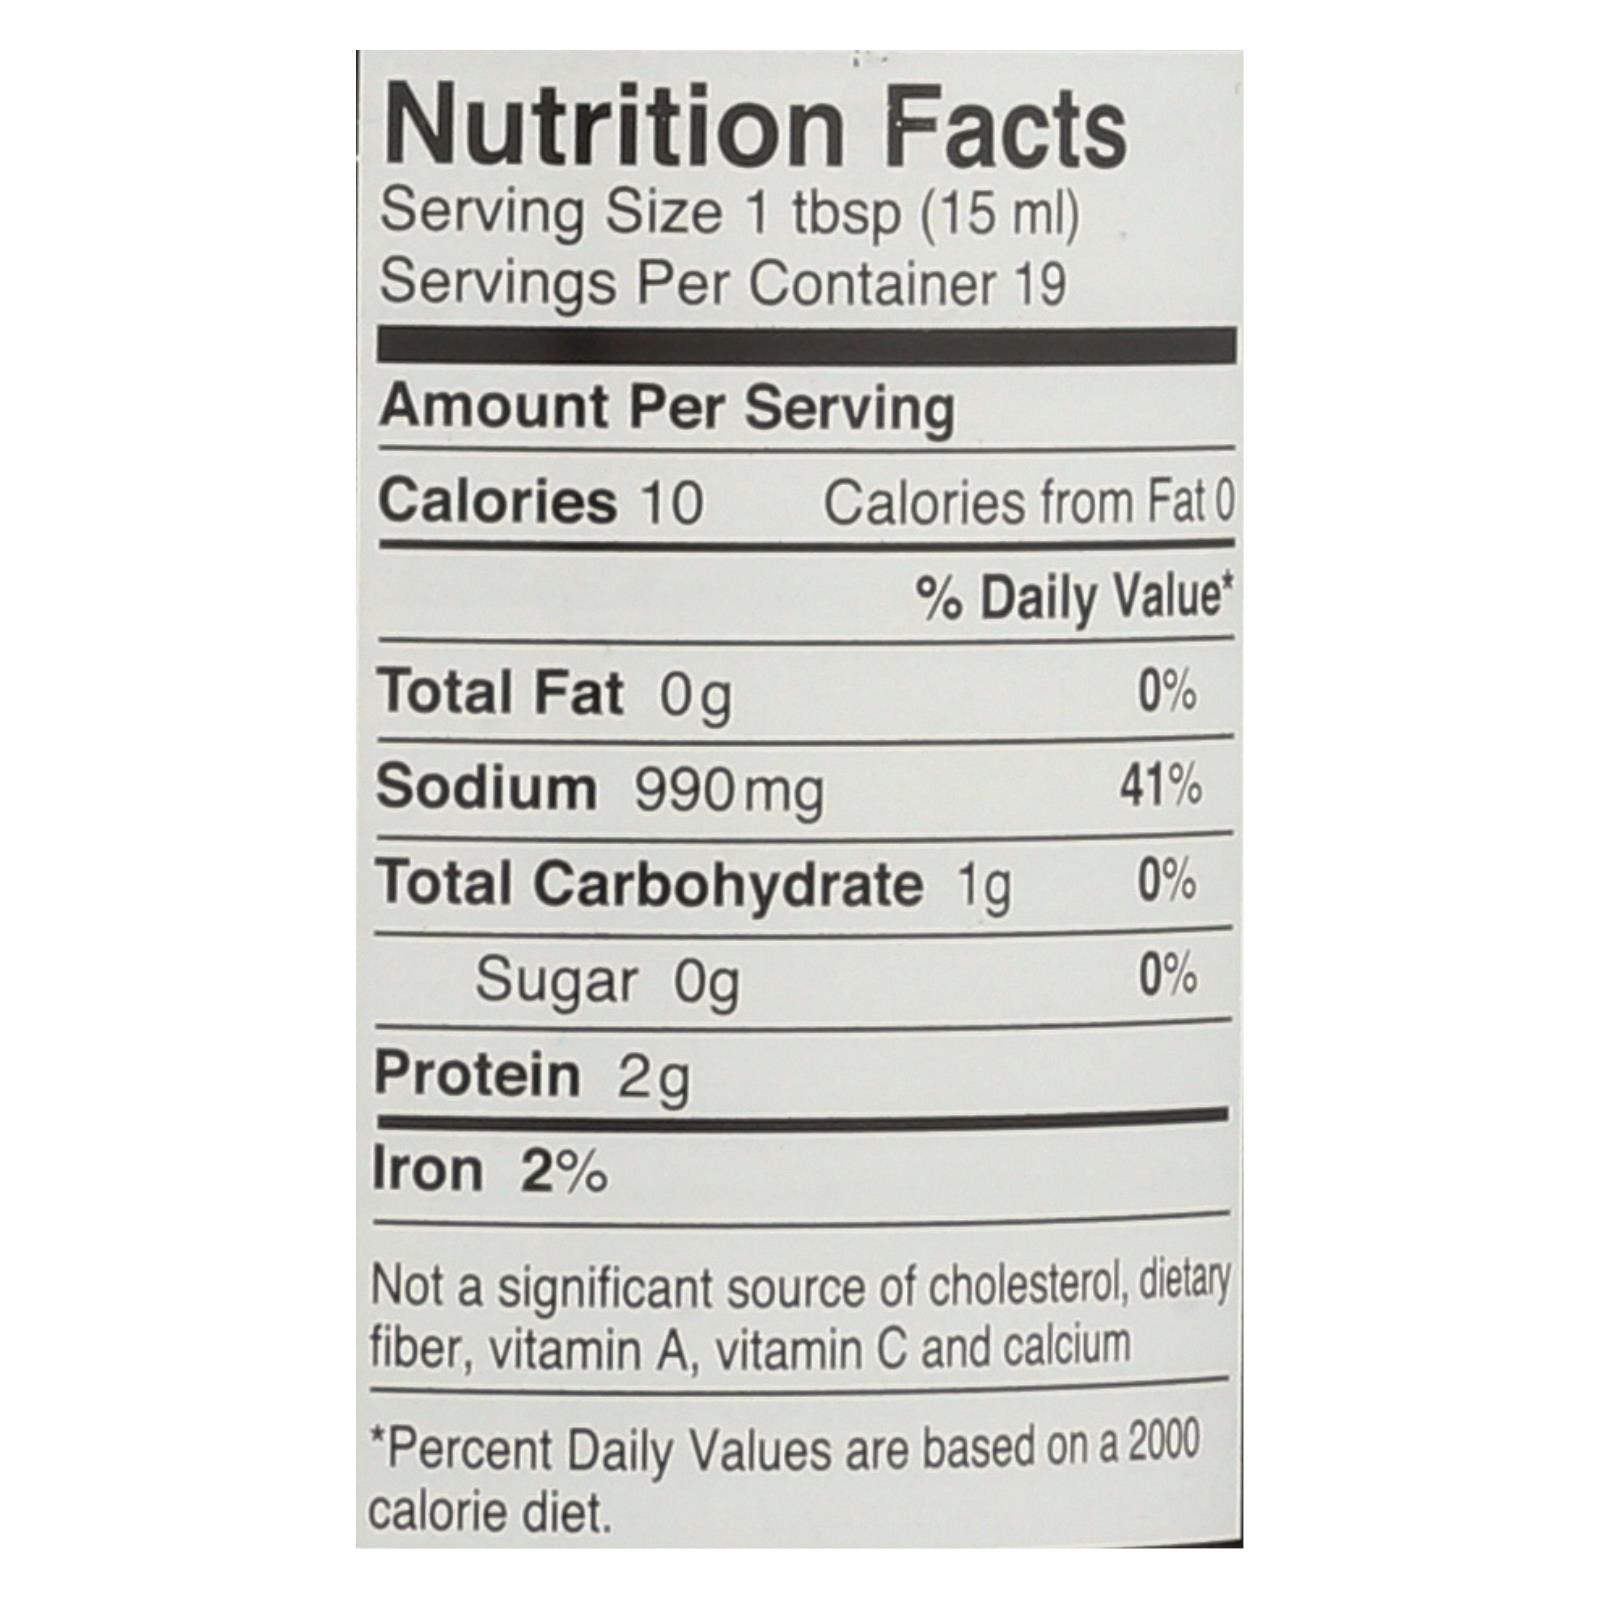 Nutrition Facts
Serving Size 1 tbsp (15 ml)
Servings Per Container 19
Amount Per Serving
Calories 10 Calories from Fat 0
% Daily Value*
Total Fat 0g 0%
Sodium 990mg 41%
Total Carbohydrate 1g 0%
Sugar 0g 0%
Protein 2g
Iron 2%
Not a significant source of cholesterol, dietary
fiber, vitamin A, vitamin C and calcium
*Percent Daily Values are based on a 2000
calorie diet.